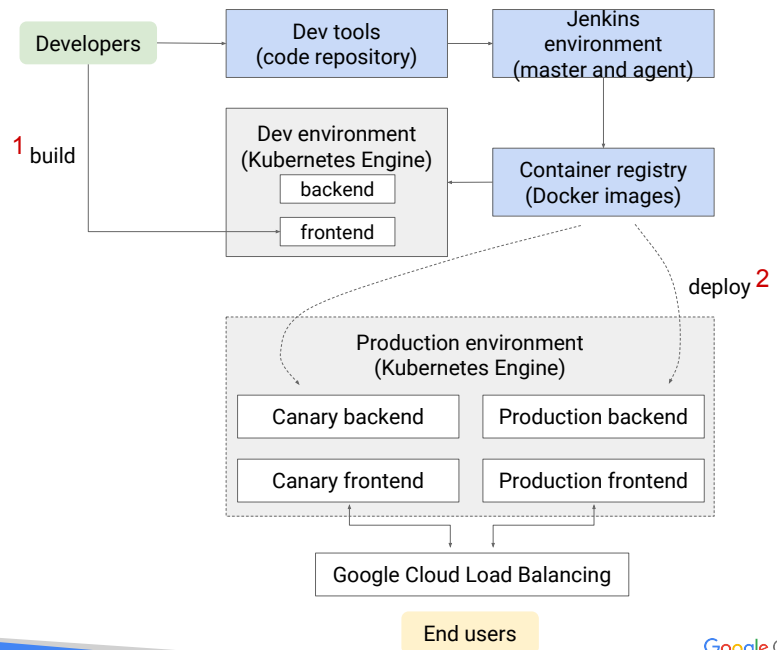 Developers
Dev tools
(code repository)
Jenkins
environment
(master and agent)
1 build
Dev environment
(Kubernetes Engine)
backend
frontend
Container registry
(Docker images)
deploy 2
Production environment
(Kubernetes Engine)
Canary backend
Production backend
Canary frontend
Production frontend
Google Cloud Load Balancing
End users
Google